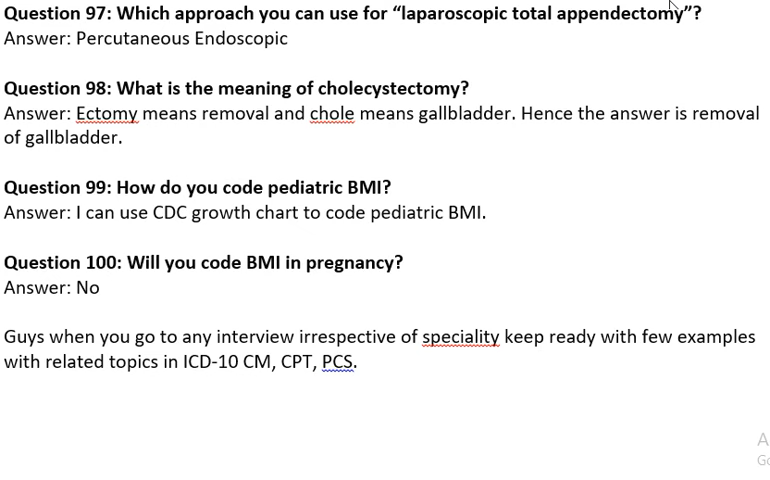 Question 97: Which approach you can use for “laparoscopic total appendectomy”?
Answer: Percutaneous Endoscopic
Question 98: What is the meaning of cholecystectomy?
Answer: Ectomy means removal and chole means gallbladder. Hence the answer is removal
of gallbladder.
Question 99: How do you code pediatric BMI?
Answer: I can use CDC growth chart to code pediatric BMI.
Question 100: Will you code BMI in pregnancy?
Answer: No
Guys when you go to any interview irrespective of speciality keep ready with few examples
with related topics in ICD-10 CM, CPT, PCS.
A
Go